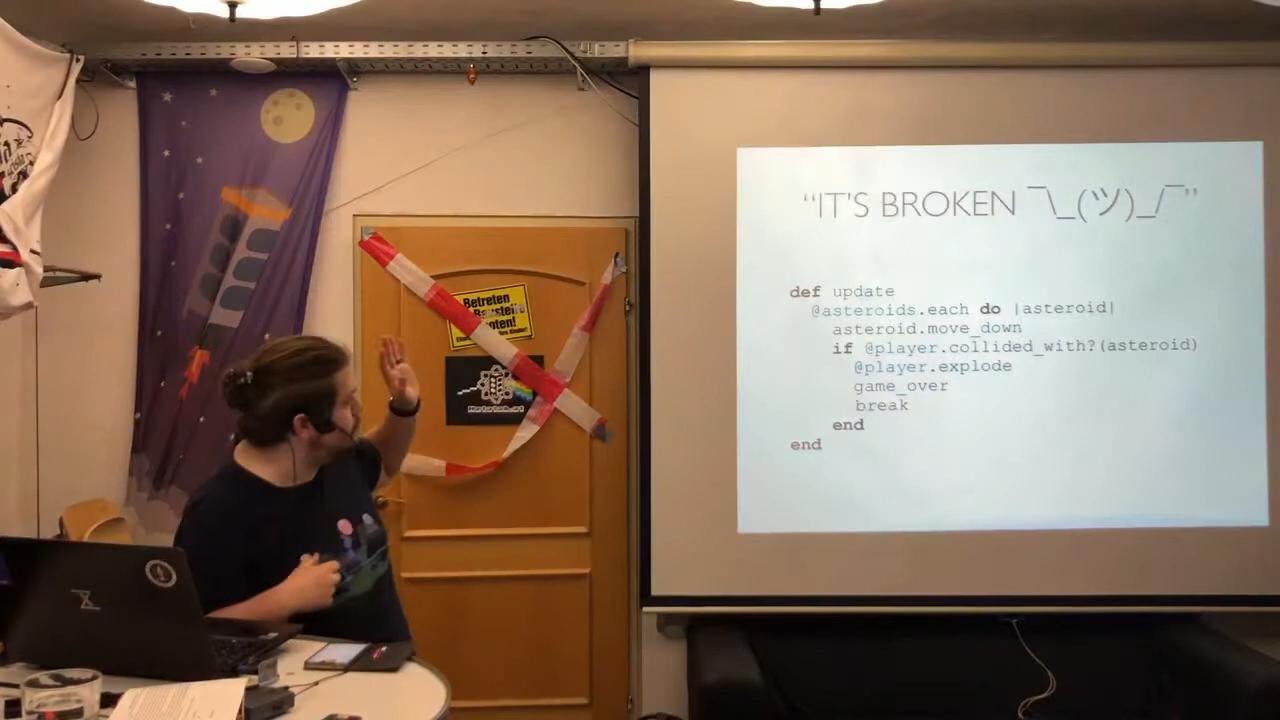 “IT'S BROKEN ¯\_(ツ)_/¯”
def update
@asteroids.each do |asteroid|
asteroid.move_down
if @player.collided_with?(asteroid)
@player.explode
game_over
break
end
end
Betreten